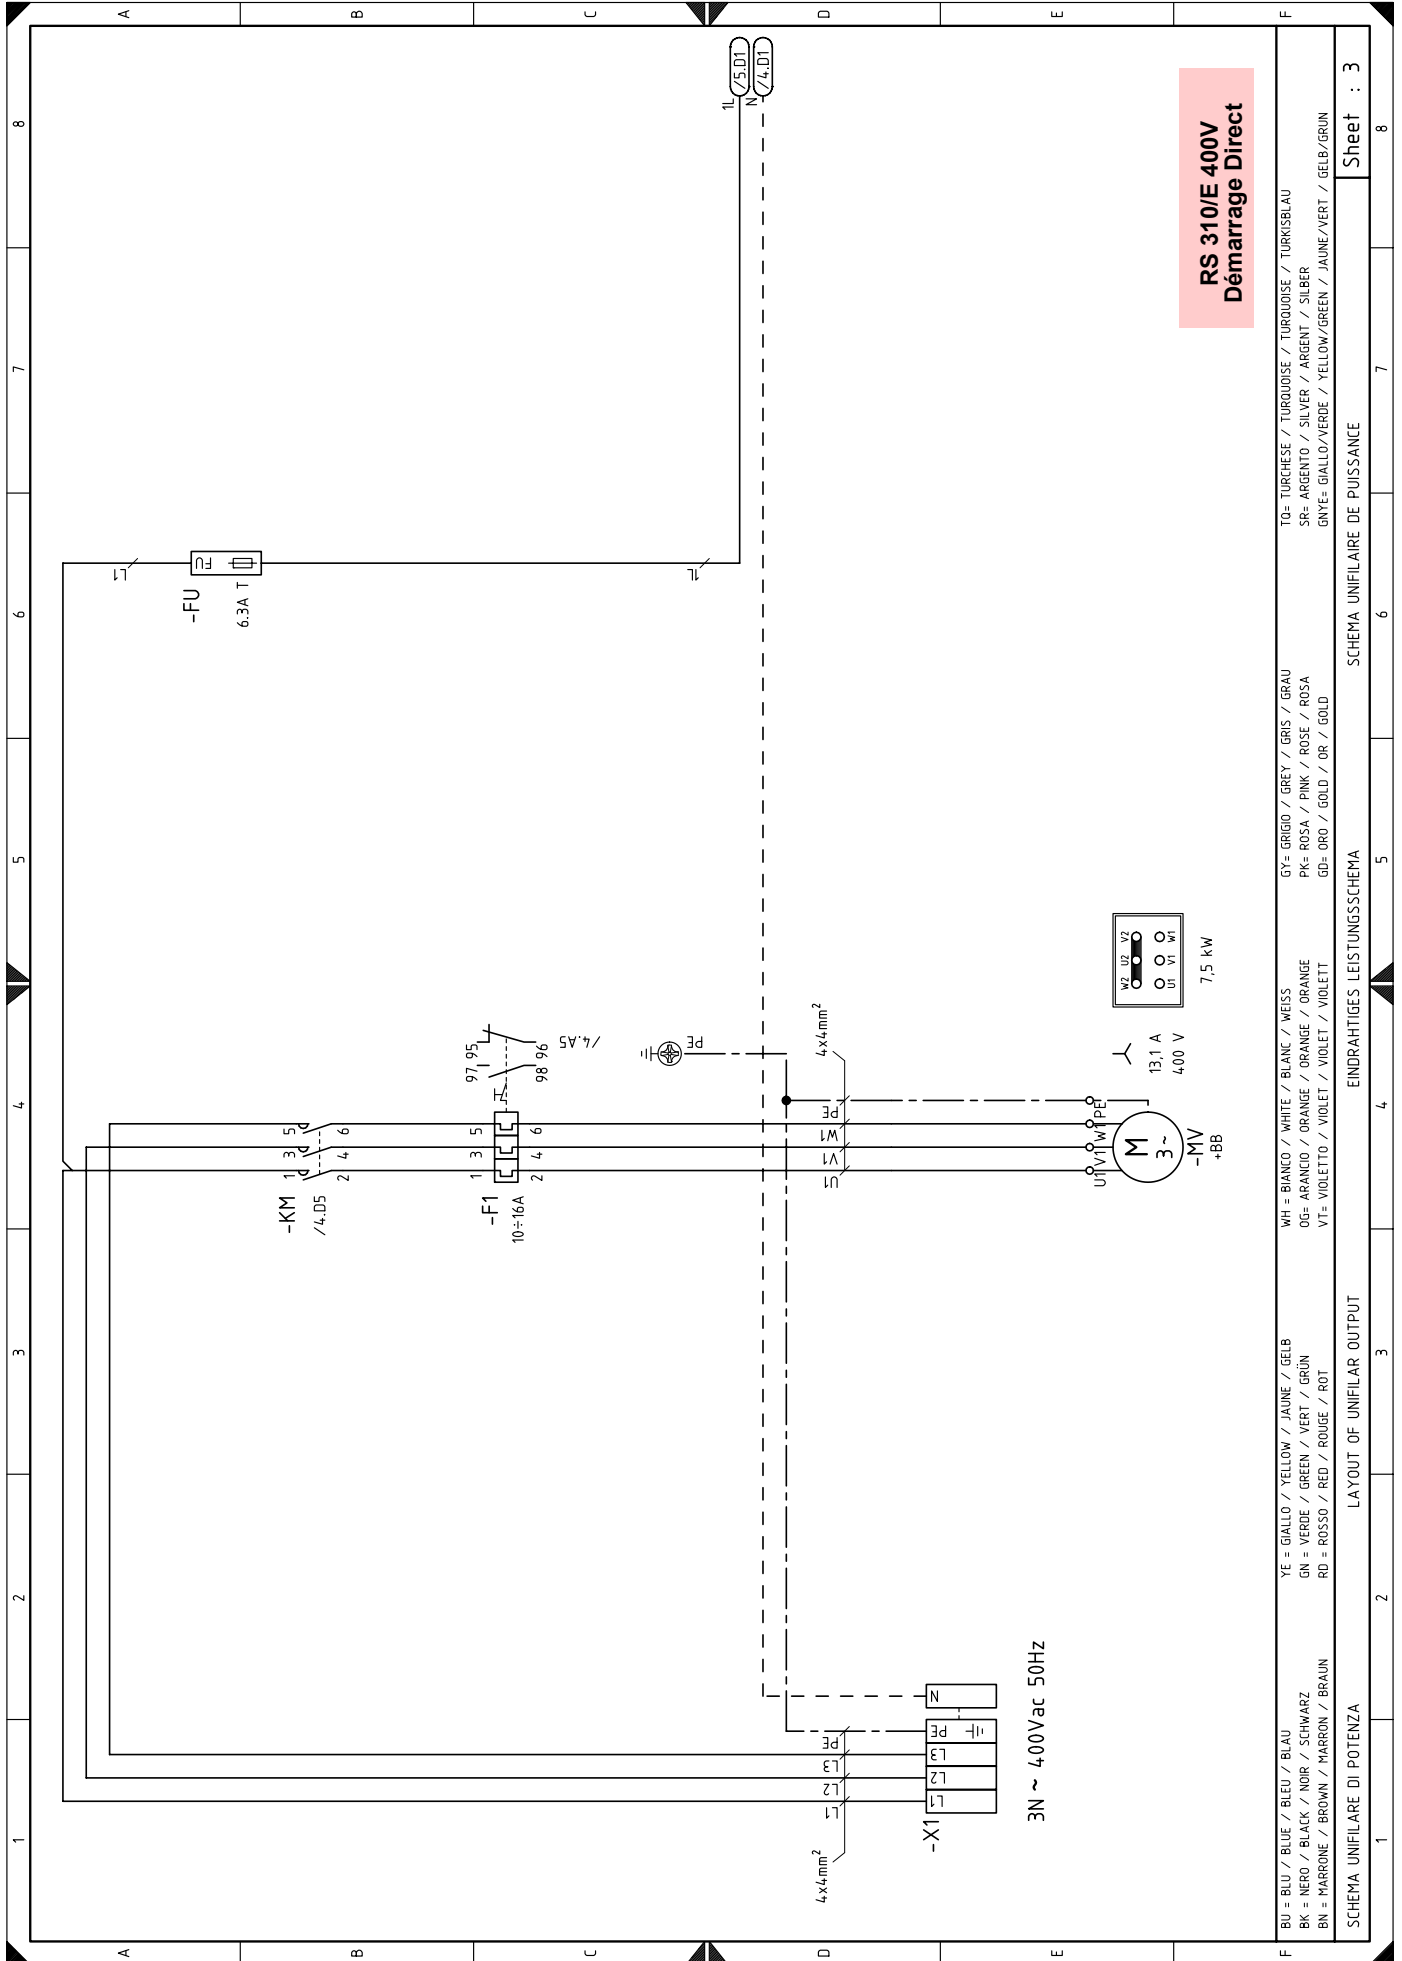 1 2 3 4 5 6 7 8
A
B
C
D
E
F
L1
-FU
FU
6.3A T
1L
1L /5.D1
N /4.D1
-KM
/4.D5
1 3 5
2 4 6
-F1
10÷16A
1 3 5
2 4 6
97 95
98 96
/4.A5
PE
4x4mm²
U1 V1 W1 PE
U1 V1 W1 PE
M
3~
-MV
+BB
13,1 A
400 V
W2 U2 V2
U1 V1 W1
7,5 kW
4x4mm²
L1 L2 L3 PE
-X1
L1 L2 L3 PE N
3N ~ 400Vac 50Hz
RS 310/E 400V
Démarrage Direct
BU = BLU / BLUE / BLEU / BLAU
BK = NERO / BLACK / NOIR / SCHWARZ
BN = MARRONE / BROWN / MARRON / BRAUN
YE = GIALLO / YELLOW / JAUNE / GELB
GN = VERDE / GREEN / VERT / GRÜN
RD = ROSSO / RED / ROUGE / ROT
WH = BIANCO / WHITE / BLANC / WEISS
OG= ARANCIO / ORANGE / ORANGE / ORANGE
VT= VIOLETTO / VIOLET / VIOLET / VIOLETT
GY= GRIGIO / GREY / GRIS / GRAU
PK= ROSA / PINK / ROSE / ROSA
GD= ORO / GOLD / OR / GOLD
TQ= TURCHESE / TURQUOISE / TURQUOISE / TURKISBLAU
SR= ARGENTO / SILVER / ARGENT / SILBER
GNYE= GIALLO/VERDE / YELLOW/GREEN / JAUNE/VERT / GELB/GRUN
SCHEMA UNIFILARE DI POTENZA LAYOUT OF UNIFILAR OUTPUT EINDRAHTIGES LEISTUNGSSCHEMA SCHEMA UNIFILAIRE DE PUISSANCE Sheet : 3
1 2 3 4 5 6 7 8
A
B
C
D
E
F